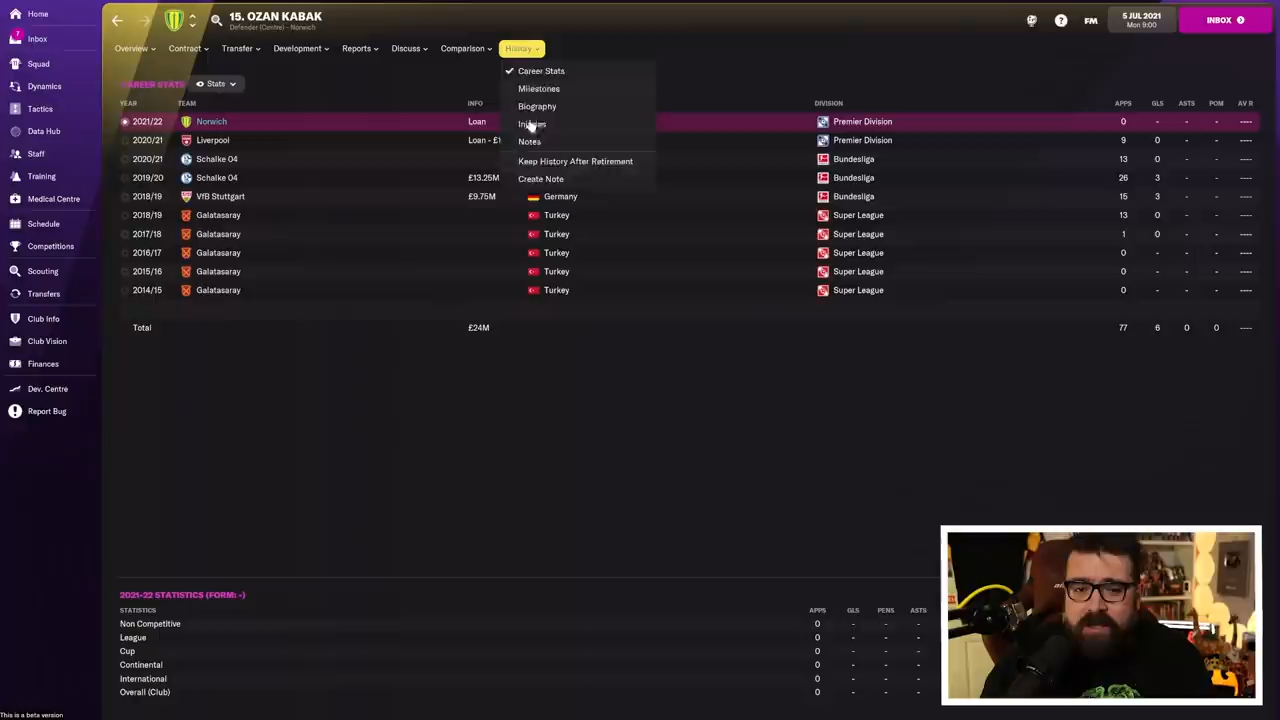 Home
15. OZAN KABAK
Defender (Centre) - Norwich
FM
5 JUL 2021
Mon 9:00
INBOX
7
Inbox
Squad
Dynamics
Tactics
Data Hub
Staff
Training
Medical Centre
Schedule
Competitions
Scouting
Transfers
Club Info
Club Vision
Finances
Dev. Centre
Report Bug
Overview
Contract
Transfer
Development
Reports
Discuss
Comparison
History
Career Stats
Milestones
Biography
Notes
Keep History After Retirement
Create Note
CAREER STATS
Stats
YEAR TEAM INFO DIVISION APPS GLS ASTS POM AV R
2021/22 Norwich Loan Premier Division 0 - - - ----
2020/21 Liverpool Loan - £1 Premier Division 9 0 - - ----
2020/21 Schalke 04 Bundesliga 13 0 - - ----
2019/20 Schalke 04 £13.25M Bundesliga 26 3 - - ----
2018/19 VfB Stuttgart £9.75M Germany Bundesliga 15 3 - - ----
2018/19 Galatasaray Turkey Super League 13 0 - - ----
2017/18 Galatasaray Turkey Super League 1 0 - - ----
2016/17 Galatasaray Turkey Super League 0 - - - ----
2015/16 Galatasaray Turkey Super League 0 - - - ----
2014/15 Galatasaray Turkey Super League 0 - - - ----
Total £24M 77 6 0 0 ----
2021-22 STATISTICS (FORM: -)
STATISTICS APPS GLS PENS ASTS
Non Competitive 0 - - -
League 0 - - -
Cup 0 - - -
Continental 0 - - -
International 0 - - -
Overall (Club) 0 - - -
This is a beta version